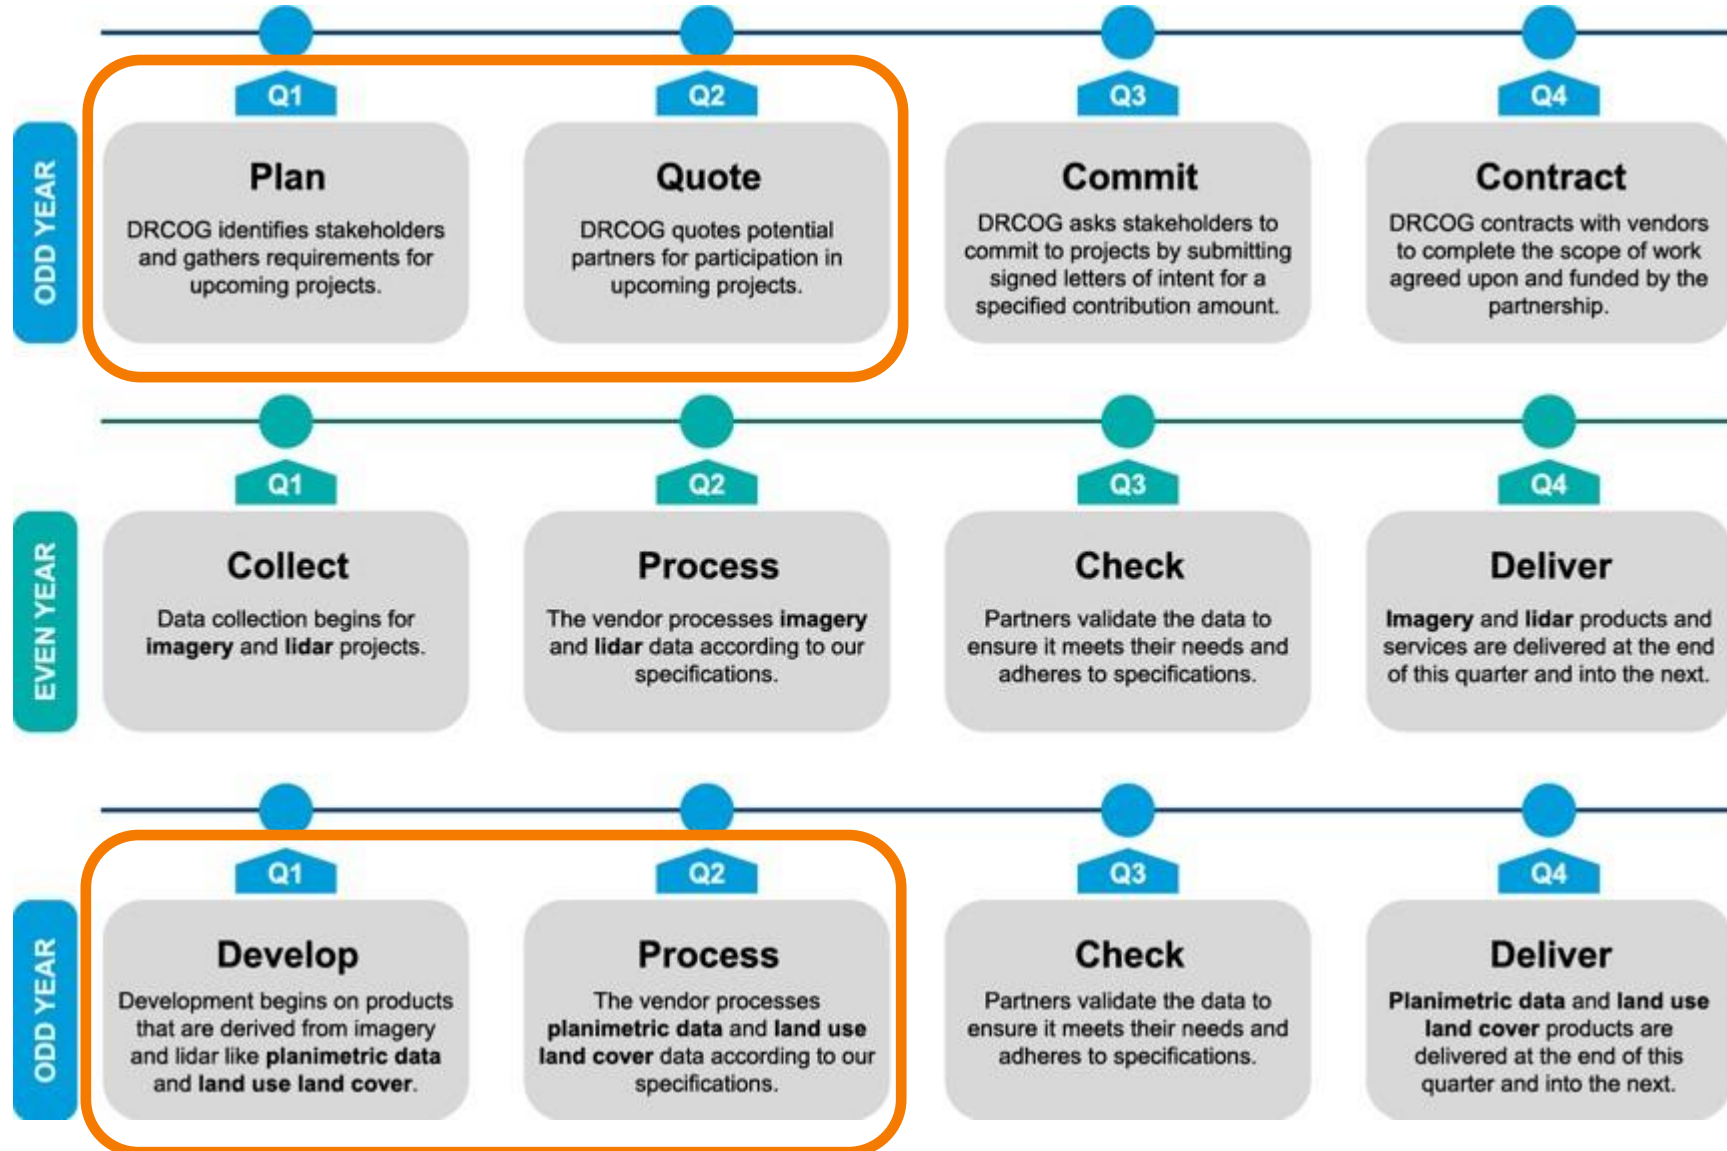 Q1
Q2
Q3
Q4
ODD YEAR
Plan
DRCOG identifies stakeholders
and gathers requirements for
upcoming projects.
Quote
DRCOG quotes potential
partners for participation in
upcoming projects.
Commit
DRCOG asks stakeholders to
commit to projects by submitting
signed letters of intent for a
specified contribution amount.
Contract
DRCOG contracts with vendors
to complete the scope of work
agreed upon and funded by the
partnership.
Q1
Q2
Q3
Q4
EVEN YEAR
Collect
Data collection begins for
imagery and lidar projects.
Process
The vendor processes imagery
and lidar data according to our
specifications.
Check
Partners validate the data to
ensure it meets their needs and
adheres to specifications.
Deliver
Imagery and lidar products and
services are delivered at the end
of this quarter and into the next.
Q1
Q2
Q3
Q4
ODD YEAR
Develop
Development begins on products
that are derived from imagery
and lidar like planimetric data
and land use land cover.
Process
The vendor processes
planimetric data and land use
land cover data according to our
specifications.
Check
Partners validate the data to
ensure it meets their needs and
adheres to specifications.
Deliver
Planimetric data and land use
land cover products are
delivered at the end of this
quarter and into the next.